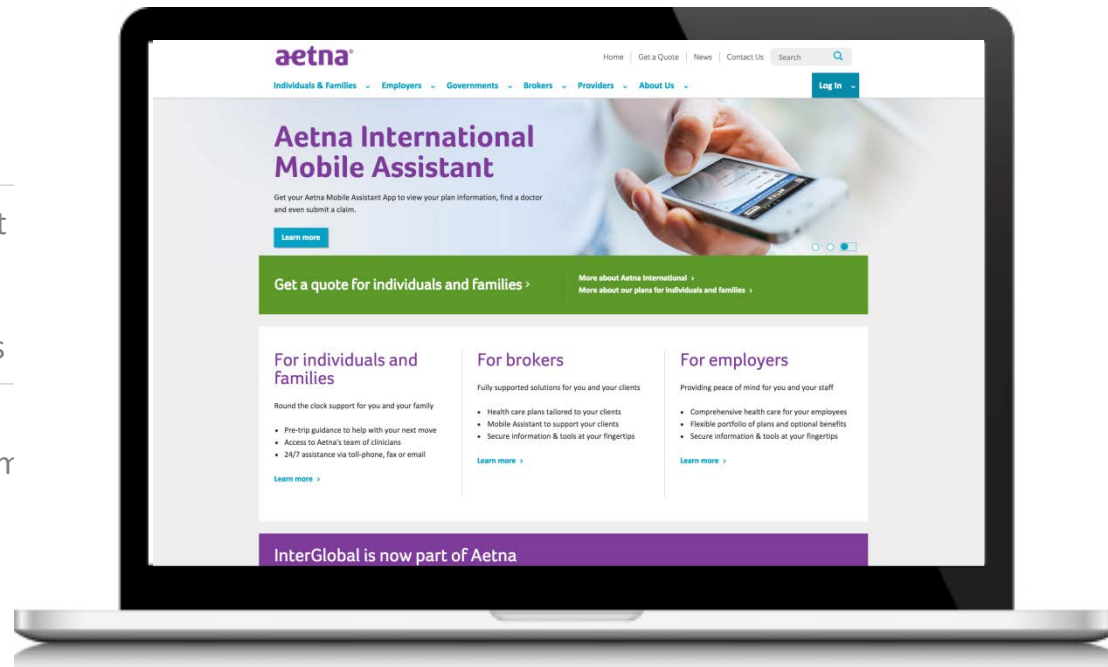 aetna®
Home | Get a Quote | News | Contact Us Search
Individuals & Families Employers Governments Brokers Providers About Us Log In
Aetna International
Mobile Assistant
Get your Aetna Mobile Assistant App to view your plan information, find a doctor
and even submit a claim.
Learn more
Get a quote for individuals and families ›
More about Aetna International ›
More about our plans for individuals and families ›
For individuals and
families
Round the clock support for you and your family
• Pre-trip guidance to help with your next move
• Access to Aetna's team of clinicians
• 24/7 assistance via toll-phone, fax or email
Learn more ›
For brokers
Fully supported solutions for you and your clients
• Health care plans tailored to your clients
• Mobile Assistant to support your clients
• Secure information & tools at your fingertips
Learn more ›
For employers
Providing peace of mind for you and your staff
• Comprehensive health care for your employees
• Flexible portfolio of plans and optional benefits
• Secure information & tools at your fingertips
Learn more ›
InterGlobal is now part of Aetna